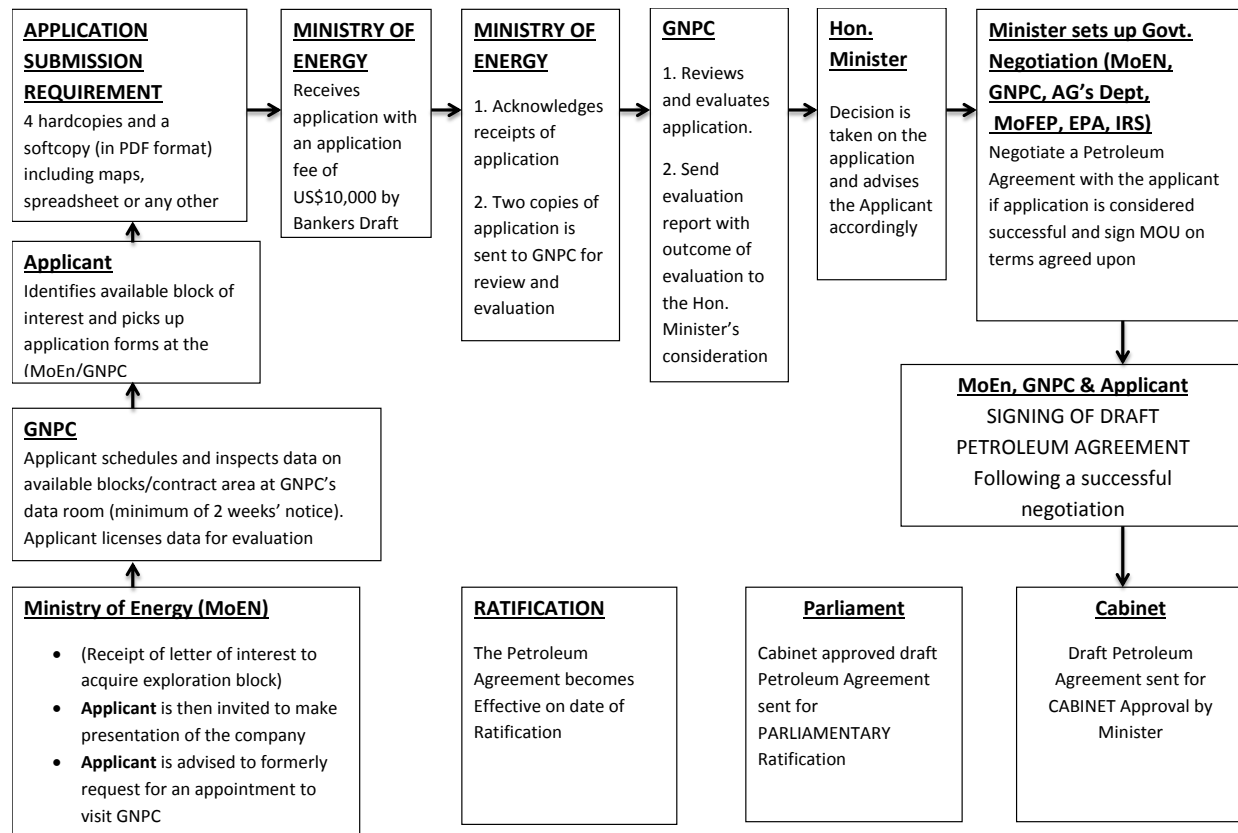 APPLICATION
SUBMISSION
REQUIREMENT
4 hardcopies and a
softcopy (in PDF format)
including maps,
spreadsheet or any other
MINISTRY OF
ENERGY
Receives
application with
an application
fee of
US$10,000 by
Bankers Draft
MINISTRY OF
ENERGY
1. Acknowledges
receipts of
application
2. Two copies of
application is
sent to GNPC for
review and
evaluation
GNPC
1. Reviews
and evaluates
application.
2. Send
evaluation
report with
outcome of
evaluation to
the Hon.
Minister’s
consideration
Hon.
Minister
Decision is
taken on the
application
and advises
the Applicant
accordingly
Minister sets up Govt.
Negotiation (MoEN,
GNPC, AG’s Dept,
MoFEP, EPA, IRS)
Negotiate a Petroleum
Agreement with the applicant
if application is considered
successful and sign MOU on
terms agreed upon
Applicant
Identifies available block of
interest and picks up
application forms at the
(MoEn/GNPC
MoEn, GNPC & Applicant
SIGNING OF DRAFT
PETROLEUM AGREEMENT
Following a successful
negotiation
GNPC
Applicant schedules and inspects data on
available blocks/contract area at GNPC’s
data room (minimum of 2 weeks’ notice).
Applicant licenses data for evaluation
Ministry of Energy (MoEN)
• (Receipt of letter of interest to
acquire exploration block)
• Applicant is then invited to make
presentation of the company
• Applicant is advised to formerly
request for an appointment to
visit GNPC
RATIFICATION
The Petroleum
Agreement becomes
Effective on date of
Ratification
Parliament
Cabinet approved draft
Petroleum Agreement
sent for
PARLIAMENTARY
Ratification
Cabinet
Draft Petroleum
Agreement sent for
CABINET Approval by
Minister